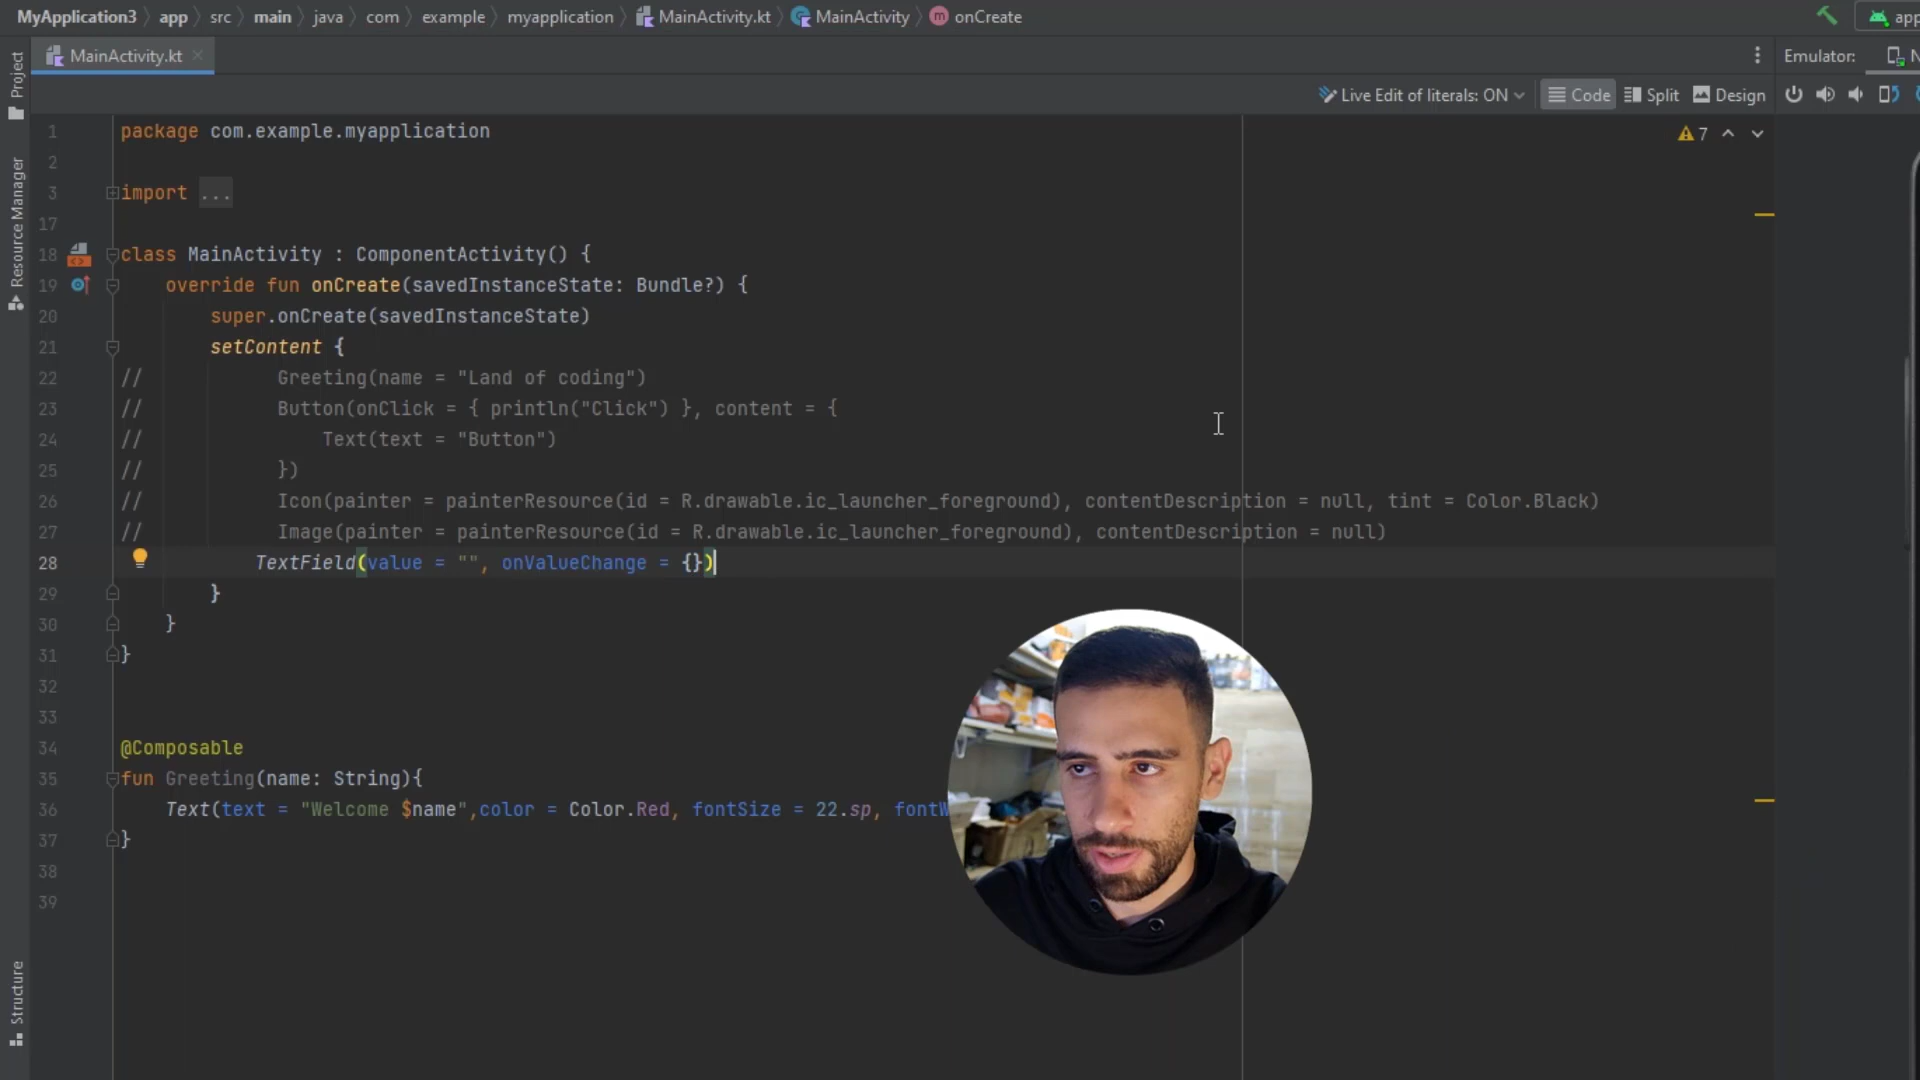 MyApplication3 app src main java com example myapplication MainActivity.kt MainActivity m onCreate app
MainActivity.kt Emulator: N
Live Edit of literals: ON Code Split Design
Project
Resource Manager
Structure
7
1 package com.example.myapplication
2
3 import ...
17
18 class MainActivity : ComponentActivity() {
19 override fun onCreate(savedInstanceState: Bundle?) {
20 super.onCreate(savedInstanceState)
21 setContent {
22 // Greeting(name = "Land of coding")
23 // Button(onClick = { println("Click") }, content = {
24 // Text(text = "Button")
25 // })
26 // Icon(painter = painterResource(id = R.drawable.ic_launcher_foreground), contentDescription = null, tint = Color.Black)
27 // Image(painter = painterResource(id = R.drawable.ic_launcher_foreground), contentDescription = null)
28 TextField(value = "", onValueChange = {})
29 }
30 }
31 }
32
33
34 @Composable
35 fun Greeting(name: String){
36 Text(text = "Welcome $name",color = Color.Red, fontSize = 22.sp, fontW
37 }
38
39